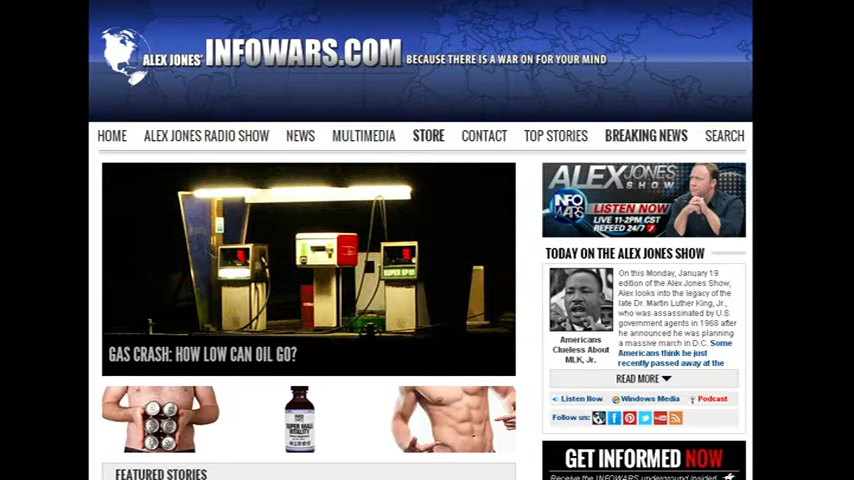 ALEX JONES' INFOWARS.COM BECAUSE THERE IS A WAR ON FOR YOUR MIND
HOME ALEX JONES RADIO SHOW NEWS MULTIMEDIA STORE CONTACT TOP STORIES BREAKING NEWS SEARCH
SUPER
GAS CRASH: HOW LOW CAN OIL GO?
SUPER MALE
VITALITY
FEATURED STORIES
ALEX JONES
SHOW
INFO
WARS
LISTEN NOW
LIVE 11-2PM CST
REFEED 24/7
TODAY ON THE ALEX JONES SHOW
Americans
Clueless About
MLK, Jr.
On this Monday, January 19
edition of the Alex Jones Show,
Alex looks into the legacy of the
late Dr. Martin Luther King, Jr.,
who was assassinated by U.S.
government agents in 1968 after
he announced he was planning
a massive march in D.C. Some
Americans think he just
recently passed away at the
READ MORE
Listen Now Windows Media Podcast
Follow us:
GET INFORMED NOW
Receive the INFOWARS underground insider!